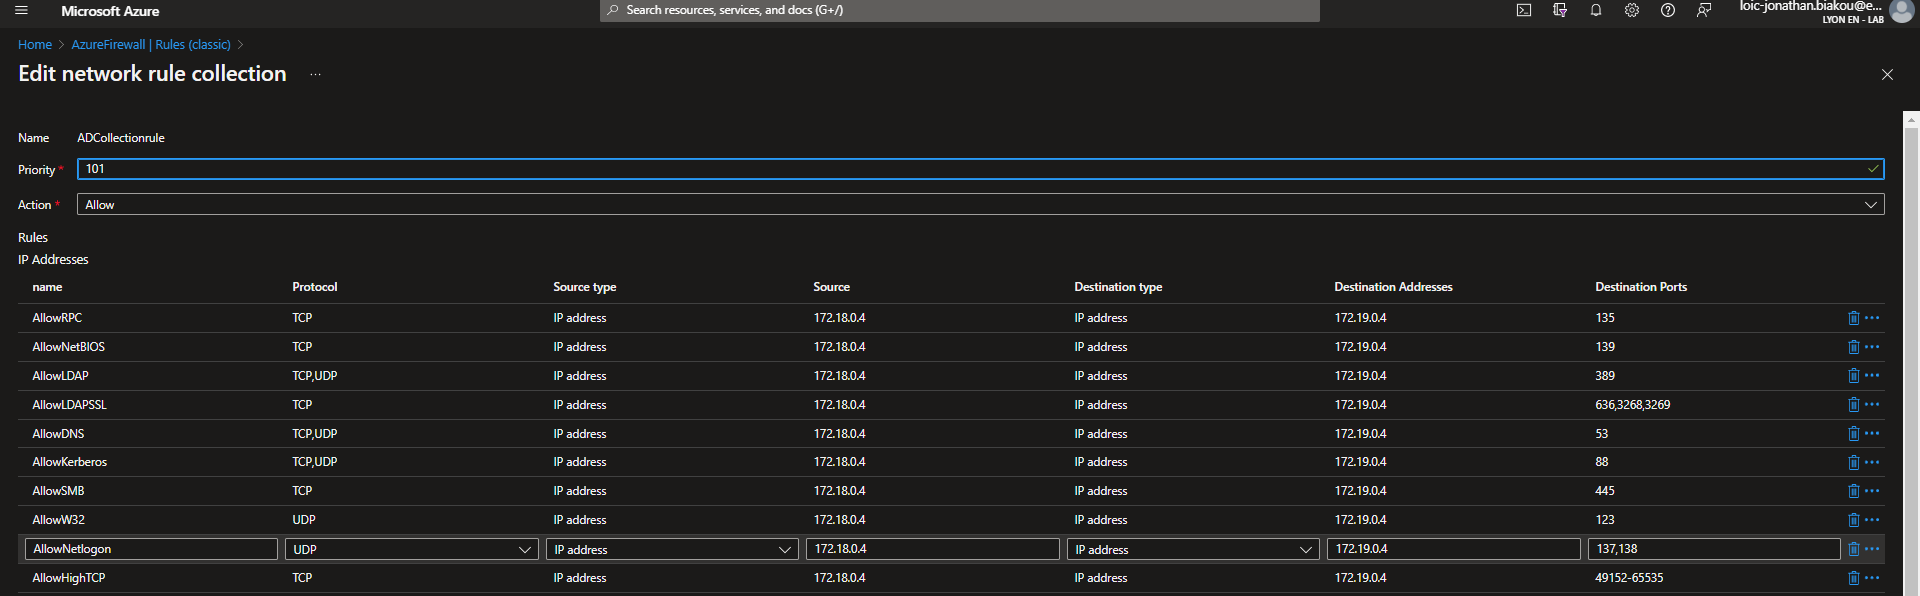 Microsoft Azure
Search resources, services, and docs (G+/)
loic-jonathan.biakou@e...
LYON EN - LAB
Home > AzureFirewall | Rules (classic) >
Edit network rule collection ...
Name ADCollectionrule
Priority * 101
Action * Allow
Rules
IP Addresses
name Protocol Source type Source Destination type Destination Addresses Destination Ports
AllowRPC TCP IP address 172.18.0.4 IP address 172.19.0.4 135
AllowNetBIOS TCP IP address 172.18.0.4 IP address 172.19.0.4 139
AllowLDAP TCP,UDP IP address 172.18.0.4 IP address 172.19.0.4 389
AllowLDAPSSL TCP IP address 172.18.0.4 IP address 172.19.0.4 636,3268,3269
AllowDNS TCP,UDP IP address 172.18.0.4 IP address 172.19.0.4 53
AllowKerberos TCP,UDP IP address 172.18.0.4 IP address 172.19.0.4 88
AllowSMB TCP IP address 172.18.0.4 IP address 172.19.0.4 445
AllowW32 UDP IP address 172.18.0.4 IP address 172.19.0.4 123
AllowNetlogon UDP IP address 172.18.0.4 IP address 172.19.0.4 137,138
AllowHighTCP TCP IP address 172.18.0.4 IP address 172.19.0.4 49152-65535